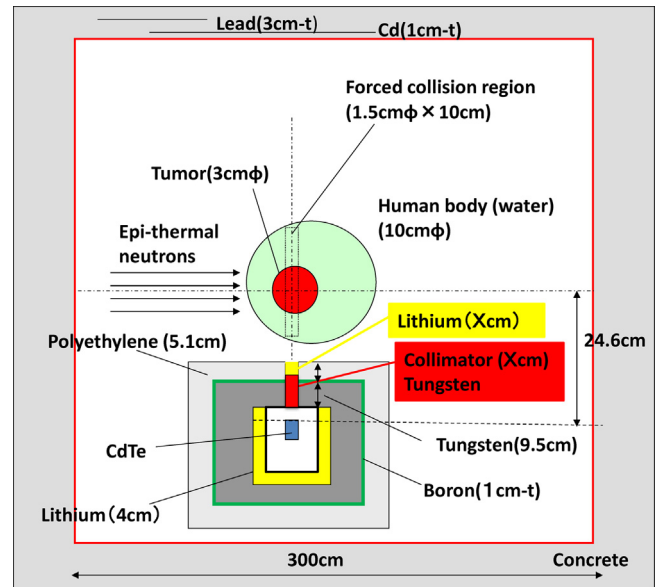 Lead(3cm-t)
Cd(1cm-t)
Forced collision region
(1.5cmϕ×10cm)
Tumor(3cmϕ)
Human body (water)
(10cmϕ)
Epi-thermal
neutrons
Lithium(Xcm)
24.6cm
Polyethylene (5.1cm)
Collimator (Xcm)
Tungsten
CdTe
Tungsten(9.5cm)
Boron(1cm-t)
Lithium(4cm)
300cm
Concrete